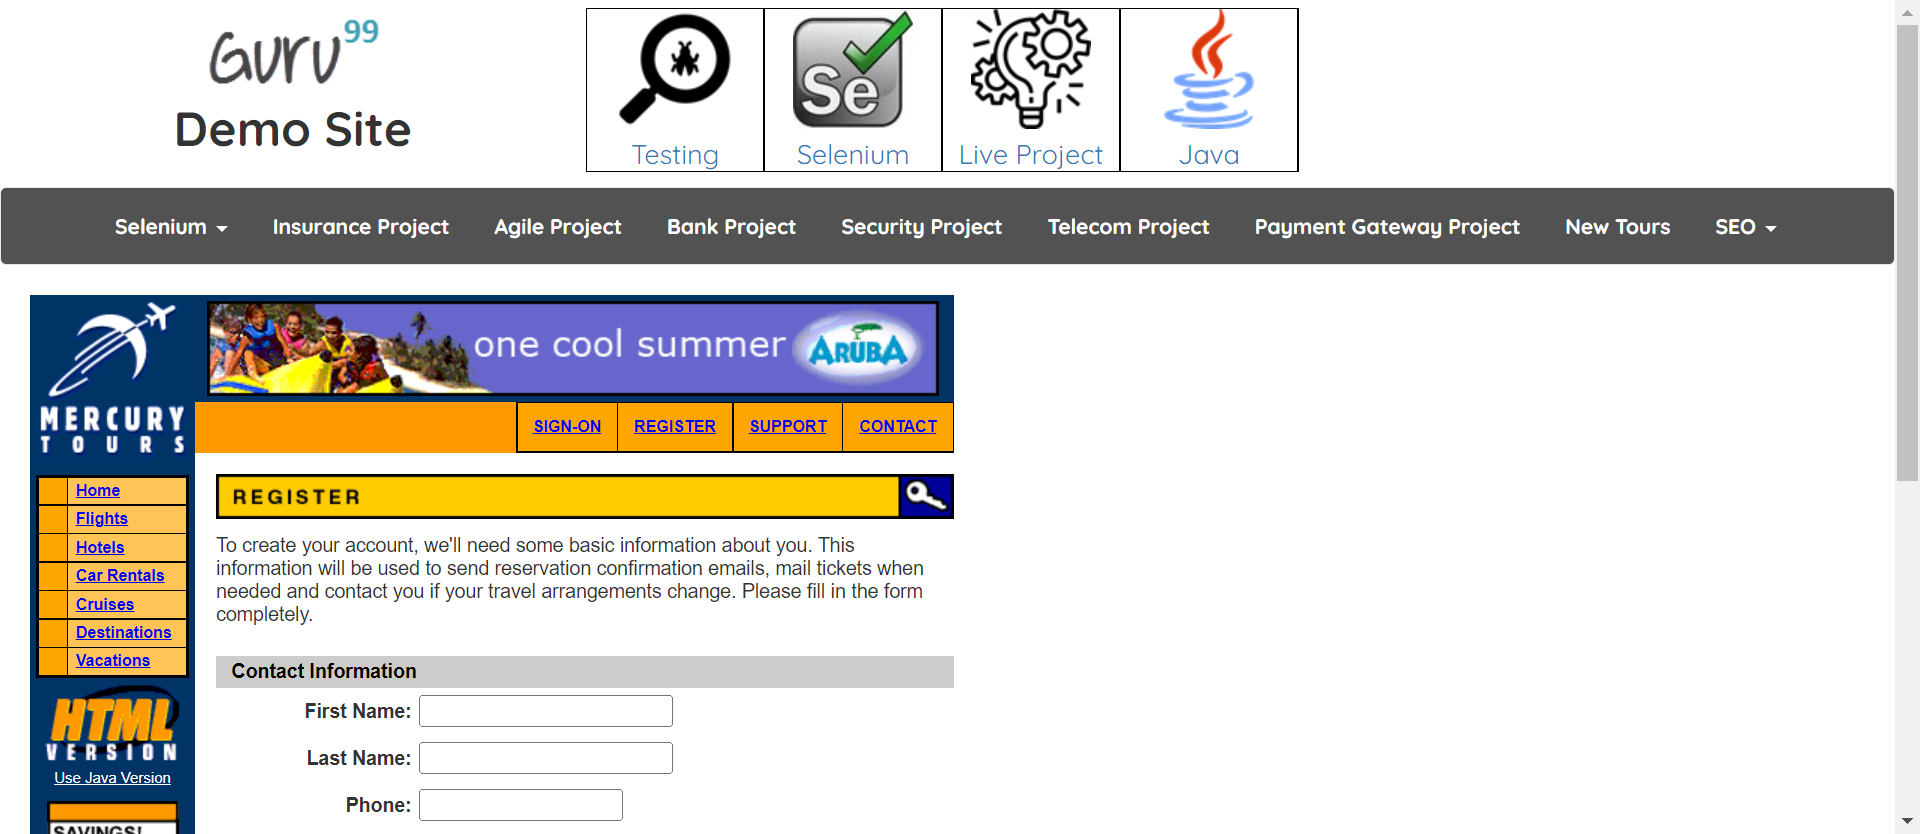 Guru99
Demo Site
Se
Testing
Selenium
Live Project
Java
Selenium
Insurance Project
Agile Project
Bank Project
Security Project
Telecom Project
Payment Gateway Project
New Tours
SEO
one cool summer
ARUBA
MERCURY
TOURS
SIGN-ON
REGISTER
SUPPORT
CONTACT
Home
Flights
Hotels
Car Rentals
Cruises
Destinations
Vacations
HTML
VERSION
Use Java Version
SAVINGS!
REGISTER
To create your account, we'll need some basic information about you. This
information will be used to send reservation confirmation emails, mail tickets when
needed and contact you if your travel arrangements change. Please fill in the form
completely.
Contact Information
First Name:
Last Name:
Phone: